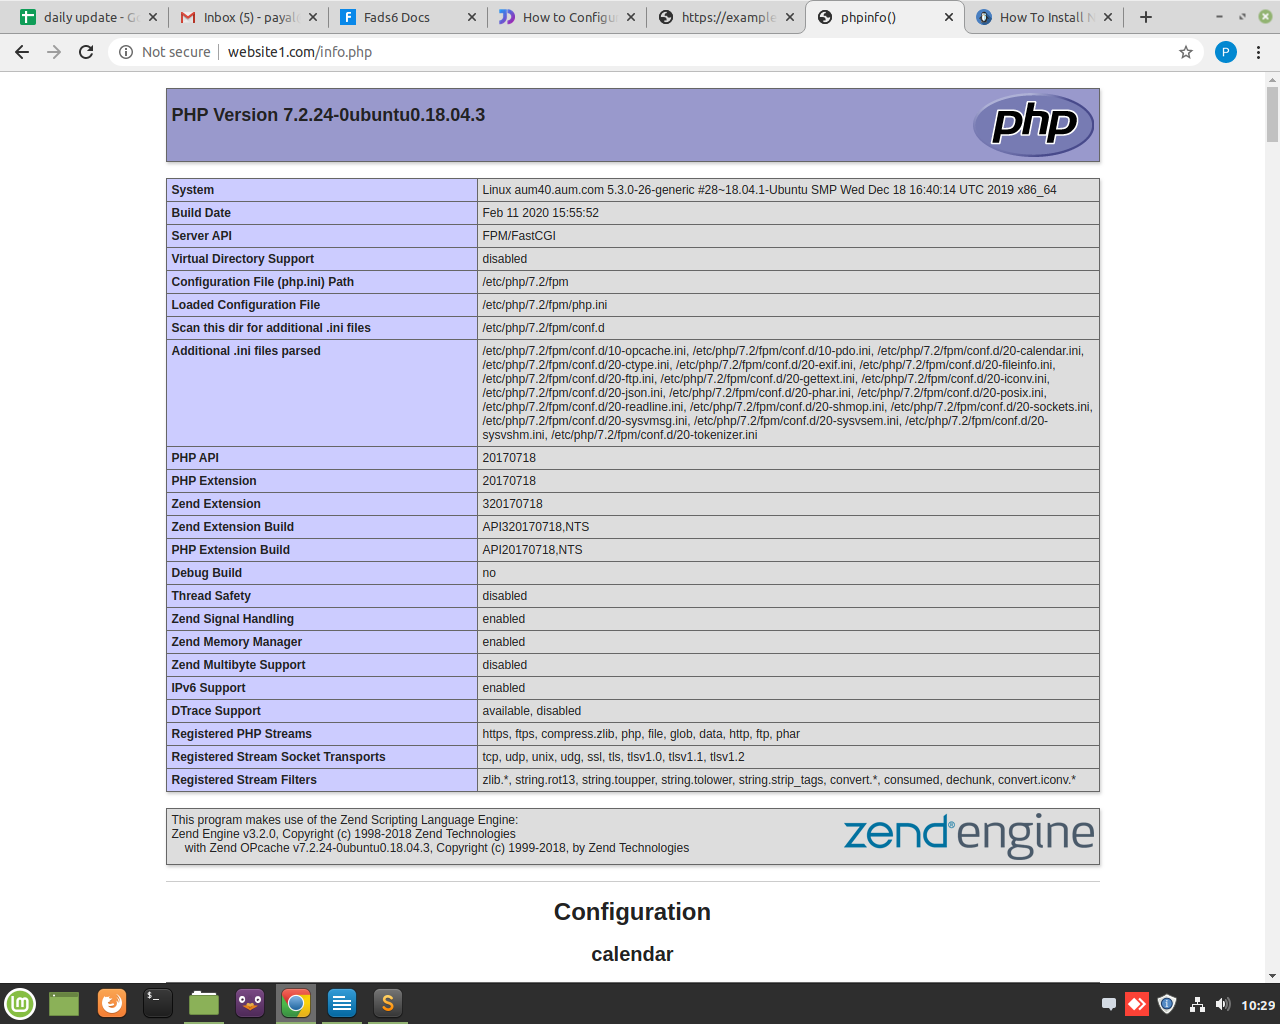 daily update - Go
Inbox (5) - payal
Fads6 Docs
How to Configu
https://example
phpinfo()
How To Install N
Not secure
website1.com/info.php
P
PHP Version 7.2.24-0ubuntu0.18.04.3
php
System Linux aum40.aum.com 5.3.0-26-generic #28~18.04.1-Ubuntu SMP Wed Dec 18 16:40:14 UTC 2019 x86_64
Build Date Feb 11 2020 15:55:52
Server API FPM/FastCGI
Virtual Directory Support disabled
Configuration File (php.ini) Path /etc/php/7.2/fpm
Loaded Configuration File /etc/php/7.2/fpm/php.ini
Scan this dir for additional .ini files /etc/php/7.2/fpm/conf.d
Additional .ini files parsed /etc/php/7.2/fpm/conf.d/10-opcache.ini, /etc/php/7.2/fpm/conf.d/10-pdo.ini, /etc/php/7.2/fpm/conf.d/20-calendar.ini,
/etc/php/7.2/fpm/conf.d/20-ctype.ini, /etc/php/7.2/fpm/conf.d/20-exif.ini, /etc/php/7.2/fpm/conf.d/20-fileinfo.ini,
/etc/php/7.2/fpm/conf.d/20-ftp.ini, /etc/php/7.2/fpm/conf.d/20-gettext.ini, /etc/php/7.2/fpm/conf.d/20-iconv.ini,
/etc/php/7.2/fpm/conf.d/20-json.ini, /etc/php/7.2/fpm/conf.d/20-phar.ini, /etc/php/7.2/fpm/conf.d/20-posix.ini,
/etc/php/7.2/fpm/conf.d/20-readline.ini, /etc/php/7.2/fpm/conf.d/20-shmop.ini, /etc/php/7.2/fpm/conf.d/20-sockets.ini,
/etc/php/7.2/fpm/conf.d/20-sysvmsg.ini, /etc/php/7.2/fpm/conf.d/20-sysvsem.ini, /etc/php/7.2/fpm/conf.d/20-
sysvshm.ini, /etc/php/7.2/fpm/conf.d/20-tokenizer.ini
PHP API 20170718
PHP Extension 20170718
Zend Extension 320170718
Zend Extension Build API320170718,NTS
PHP Extension Build API20170718,NTS
Debug Build no
Thread Safety disabled
Zend Signal Handling enabled
Zend Memory Manager enabled
Zend Multibyte Support disabled
IPv6 Support enabled
DTrace Support available, disabled
Registered PHP Streams https, ftps, compress.zlib, php, file, glob, data, http, ftp, phar
Registered Stream Socket Transports tcp, udp, unix, udg, ssl, tls, tlsv1.0, tlsv1.1, tlsv1.2
Registered Stream Filters zlib.*, string.rot13, string.toupper, string.tolower, string.strip_tags, convert.*, consumed, dechunk, convert.iconv.*
This program makes use of the Zend Scripting Language Engine:
Zend Engine v3.2.0, Copyright (c) 1998-2018 Zend Technologies
with Zend OPcache v7.2.24-0ubuntu0.18.04.3, Copyright (c) 1999-2018, by Zend Technologies
zend® engine
Configuration
calendar
10:29